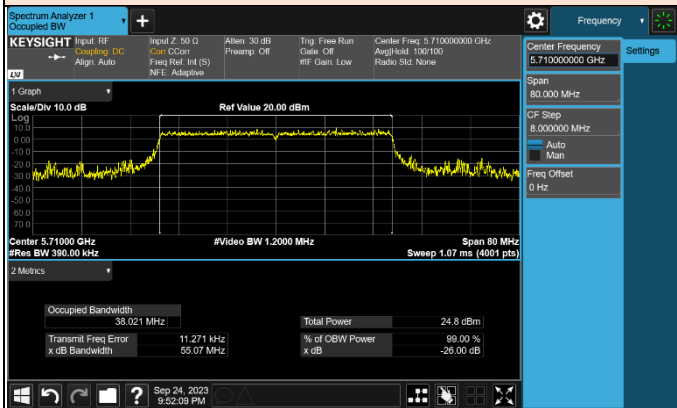 Spectrum Analyzer 1
Occupied BW
Frequency
KEYSIGHT
Input: RF
Coupling: DC
Align: Auto
Input Z: 50 Ω
Corr CCorr
Freq Ref: Int (S)
NFE: Adaptive
Atten: 30 dB
Preamp: Off
Trig: Free Run
Gate: Off
#IF Gain: Low
Center Freq: 5.710000000 GHz
Avg|Hold: 100/100
Radio Std: None
LXI
Center Frequency
5.710000000 GHz
Settings
Span
80.000 MHz
CF Step
8.000000 MHz
Auto
Man
Freq Offset
0 Hz
1 Graph
Scale/Div 10.0 dB
Ref Value 20.00 dBm
Log
10.0
0.00
-10.0
-20.0
-30.0
-40.0
-50.0
-60.0
-70.0
Center 5.71000 GHz
#Video BW 1.2000 MHz
Span 80 MHz
#Res BW 390.00 kHz
Sweep 1.07 ms (4001 pts)
2 Metrics
Occupied Bandwidth
38.021 MHz
Total Power 24.8 dBm
Transmit Freq Error 11.271 kHz
% of OBW Power 99.00 %
x dB Bandwidth 55.07 MHz
x dB -26.00 dB
?
Sep 24, 2023
9:52:09 PM